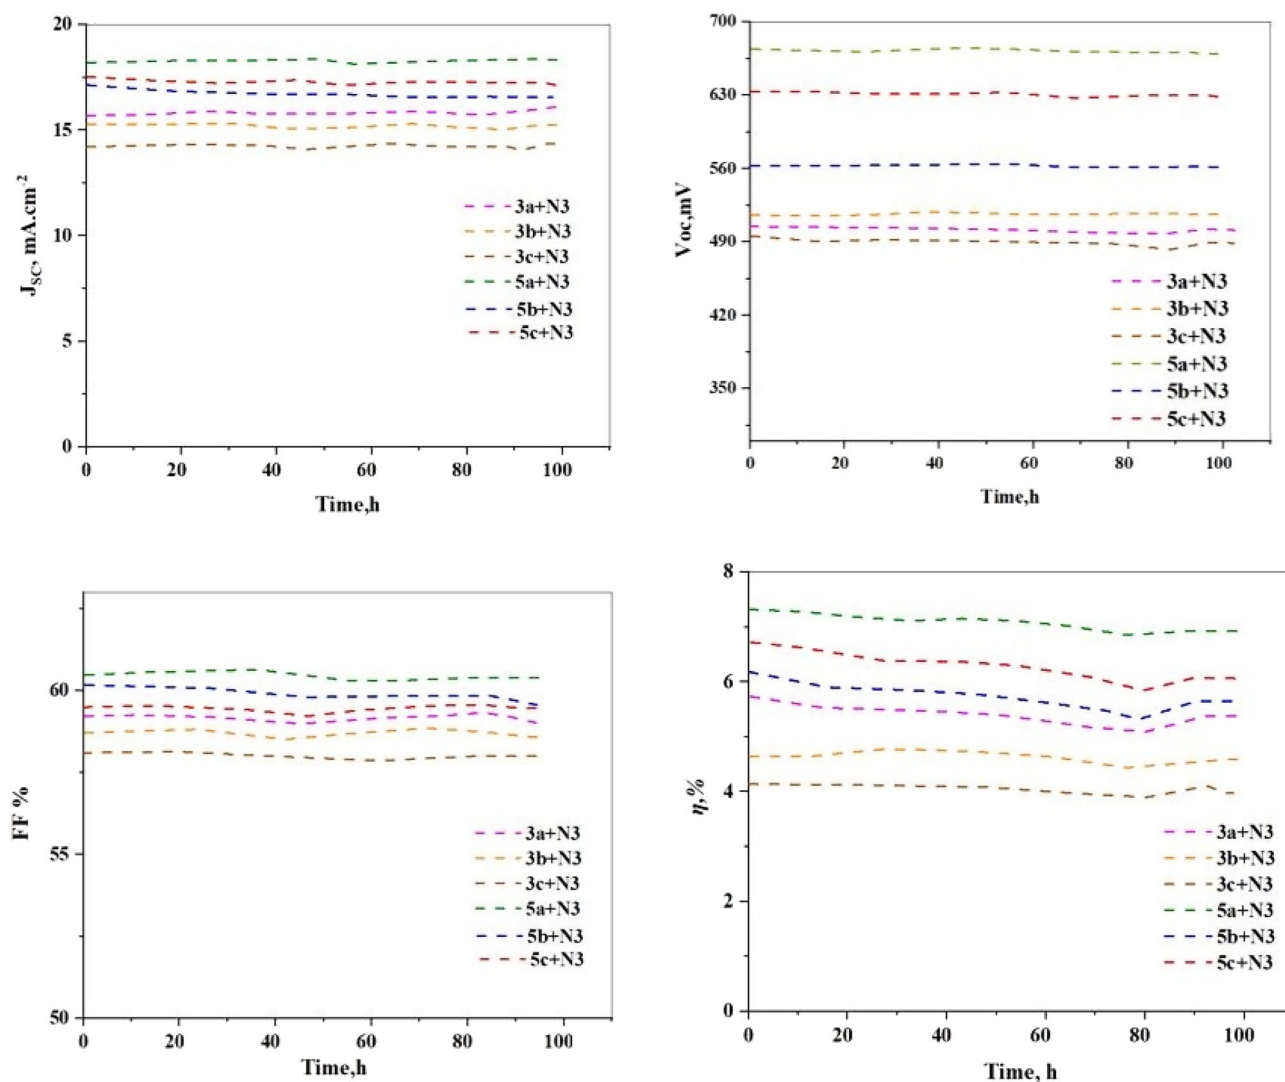 20
15
10
5
0
J_SC, mA.cm^-2
3a+N3
3b+N3
3c+N3
5a+N3
5b+N3
5c+N3
0 20 40 60 80 100
Time,h
700
630
560
490
420
350
Voc,mV
3a+N3
3b+N3
3c+N3
5a+N3
5b+N3
5c+N3
0 20 40 60 80 100
Time,h
60
55
50
FF %
3a+N3
3b+N3
3c+N3
5a+N3
5b+N3
5c+N3
0 20 40 60 80 100
Time,h
8
6
4
2
0
η,%
3a+N3
3b+N3
3c+N3
5a+N3
5b+N3
5c+N3
0 20 40 60 80 100
Time, h